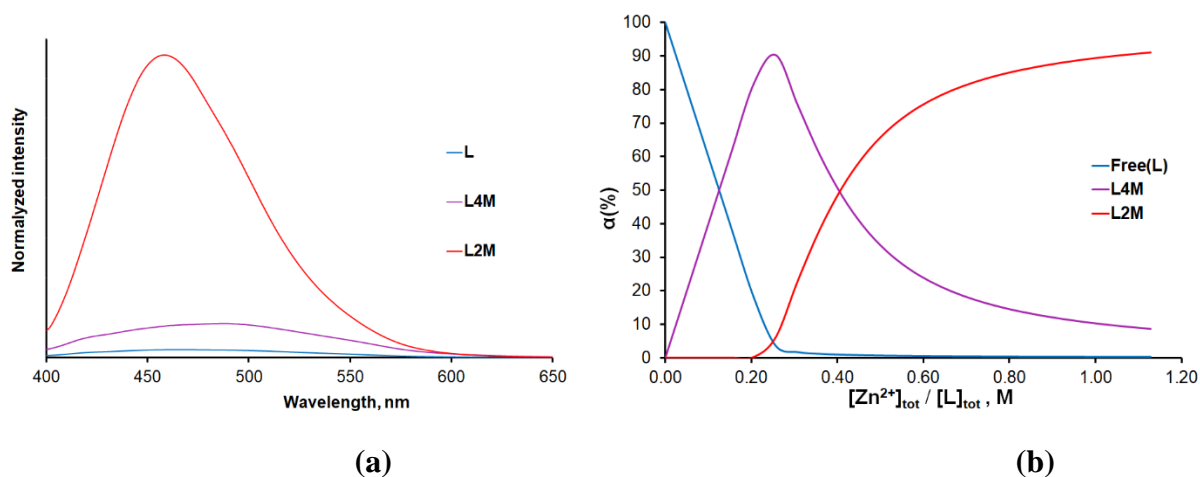 Normalyzed intensity
L
L4M
L2M
400
450
500
550
600
650
Wavelength, nm
(a)
α(%)
100
90
80
70
60
50
40
30
20
10
0
Free(L)
L4M
L2M
0.00
0.20
0.40
0.60
0.80
1.00
1.20
[Zn²⁺]tot / [L]tot , M
(b)